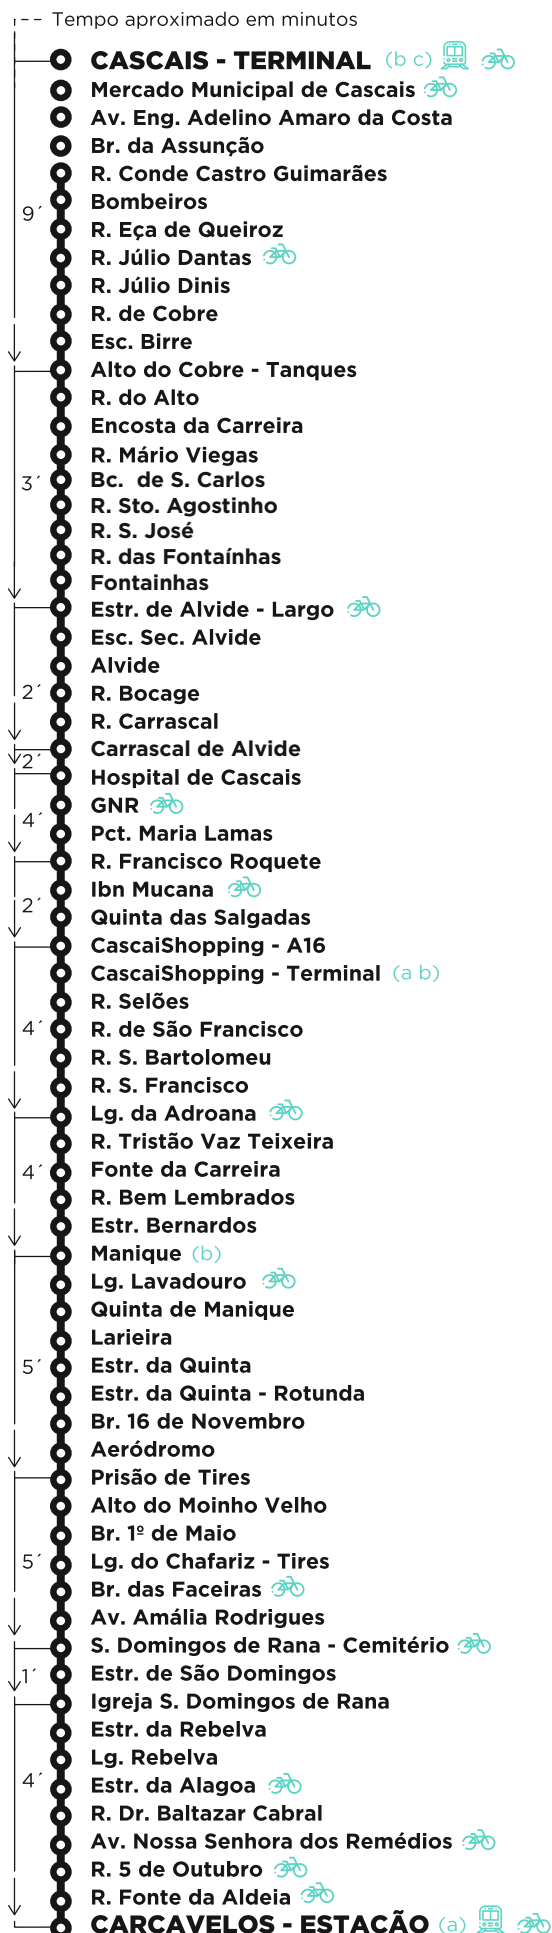 Tempo aproximado em minutos
CASCAIS - TERMINAL (b c)
Mercado Municipal de Cascais
Av. Eng. Adelino Amaro da Costa
Br. da Assunção
R. Conde Castro Guimarães
Bombeiros
9´
R. Eça de Queiroz
R. Júlio Dantas
R. Júlio Dinis
R. de Cobre
Esc. Birre
Alto do Cobre - Tanques
R. do Alto
Encosta da Carreira
R. Mário Viegas
3´
Bc. de S. Carlos
R. Sto. Agostinho
R. S. José
R. das Fontaínhas
Fontainhas
Estr. de Alvide - Largo
Esc. Sec. Alvide
Alvide
2´
R. Bocage
R. Carrascal
Carrascal de Alvide
2´
Hospital de Cascais
GNR
4´
Pct. Maria Lamas
R. Francisco Roquete
Ibn Mucana
2´
Quinta das Salgadas
CascaiShopping - A16
CascaiShopping - Terminal (a b)
R. Selões
4´
R. de São Francisco
R. S. Bartolomeu
R. S. Francisco
Lg. da Adroana
R. Tristão Vaz Teixeira
4´
Fonte da Carreira
R. Bem Lembrados
Estr. Bernardos
Manique (b)
Lg. Lavadouro
Quinta de Manique
Larieira
5´
Estr. da Quinta
Estr. da Quinta - Rotunda
Br. 16 de Novembro
Aeródromo
Prisão de Tires
Alto do Moinho Velho
Br. 1º de Maio
5´
Lg. do Chafariz - Tires
Br. das Faceiras
Av. Amália Rodrigues
S. Domingos de Rana - Cemitério
1´
Estr. de São Domingos
Igreja S. Domingos de Rana
Estr. da Rebelva
Lg. Rebelva
4´
Estr. da Alagoa
R. Dr. Baltazar Cabral
Av. Nossa Senhora dos Remédios
R. 5 de Outubro
R. Fonte da Aldeia
CARCAVELOS - ESTAÇÃO (a)